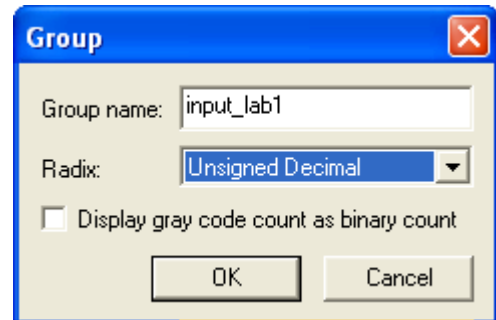 Group
Group name: input_lab1
Radix: Unsigned Decimal
Display gray code count as binary count
OK Cancel